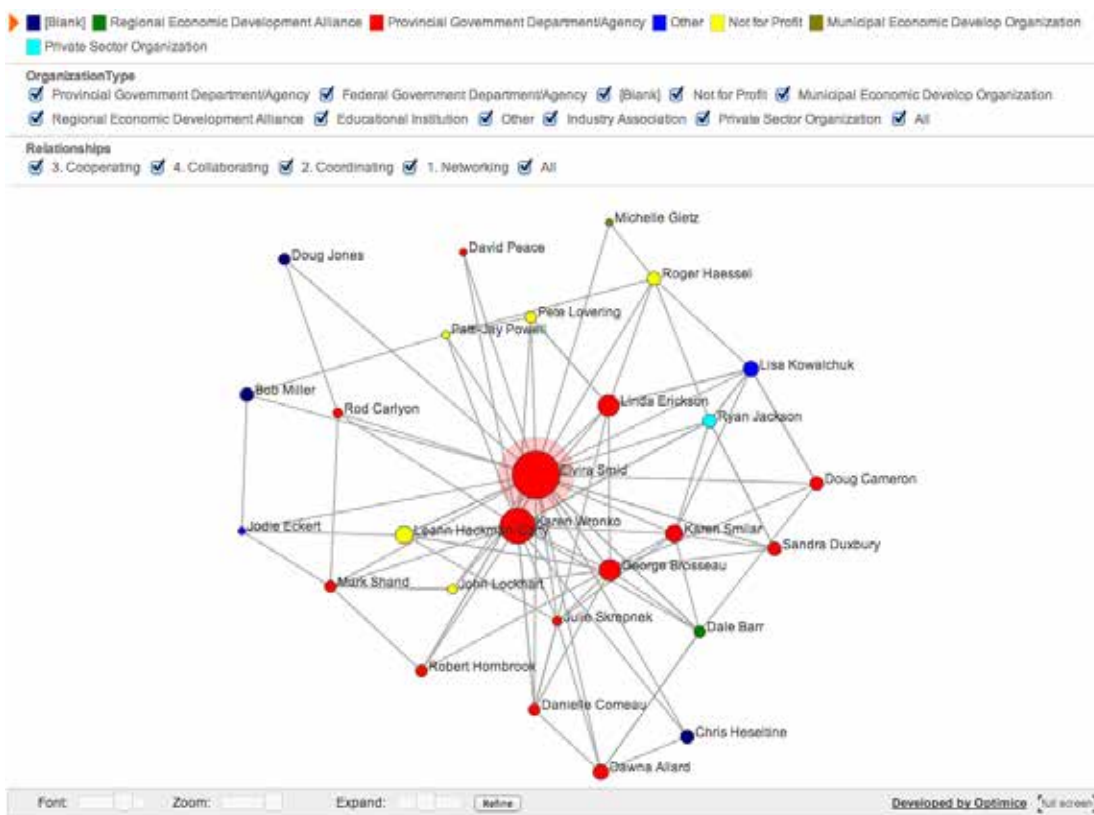 [Blank] Regional Economic Development Alliance Provincial Government Department/Agency Other Not for Profit Municipal Economic Develop Organization
Private Sector Organization
OrganizationType
Provincial Government Department/Agency Federal Government Department/Agency [Blank] Not for Profit Municipal Economic Develop Organization
Regional Economic Development Alliance Educational Institution Other Industry Association Private Sector Organization All
Relationships
3. Cooperating 4. Collaborating 2. Coordinating 1. Networking All
Michelle Gietz
David Peace
Doug Jones
Roger Haessel
Pete Lovering
Patti-Jay Powell
Lisa Kowalchuk
Bob Miller
Linda Erickson
Rod Carlyon
Ryan Jackson
Elvira Smid
Doug Cameron
Karen Wronko
Jodie Eckert
Leann Hackman-Carty
Karen Smilar
Sandra Duxbury
George Brosseau
Mark Shand
John Lockhart
Julie Skrepnek
Dale Barr
Robert Hornbrook
Danielle Comeau
Chris Heseltine
Dawna Allard
Font: Zoom: Expand: Refine Developed by Optimice full screen